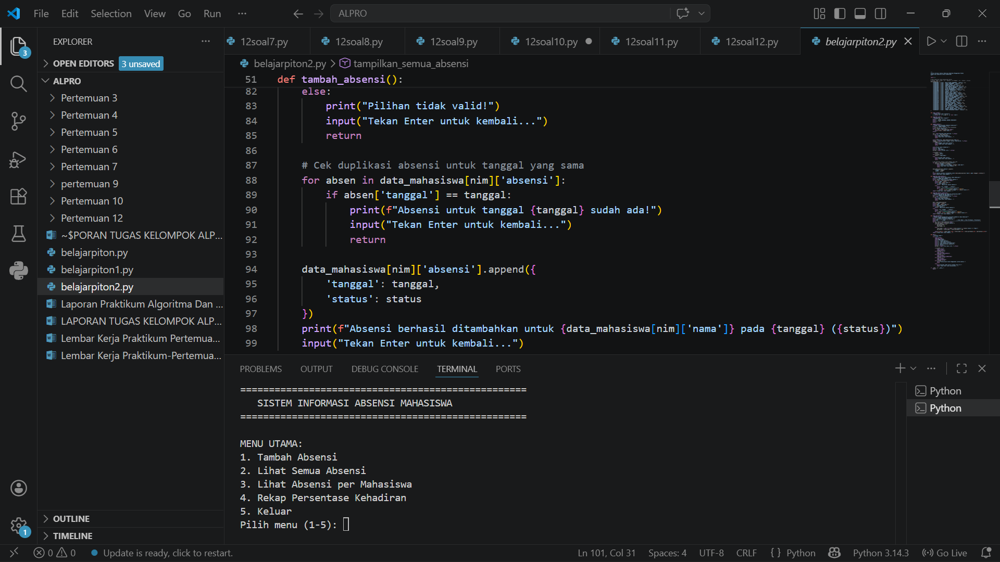 File Edit Selection View Go Run ...
ALPRO
EXPLORER
OPEN EDITORS 3 unsaved
ALPRO
Pertemuan 3
Pertemuan 4
Pertemuan 5
Pertemuan 6
Pertemuan 7
pertemuan 9
Pertemuan 10
Pertemuan 12
~$PORAN TUGAS KELOMPOK ALP...
belajarpiton.py
belajarpiton1.py
belajarpiton2.py
Laporan Praktikum Algoritma Dan ...
LAPORAN TUGAS KELOMPOK ALP...
Lembar Kerja Praktikum Pertemua...
Lembar Kerja Praktikum-Pertemua...
OUTLINE
TIMELINE
3
1
12soal7.py 12soal8.py 12soal9.py 12soal10.py 12soal11.py 12soal12.py belajarpiton2.py
belajarpiton2.py > tampilkan_semua_absensi
51 def tambah_absensi():
82 else:
83 print("Pilihan tidak valid!")
84 input("Tekan Enter untuk kembali...")
85 return
86
87 # Cek duplikasi absensi untuk tanggal yang sama
88 for absen in data_mahasiswa[nim]['absensi']:
89 if absen['tanggal'] == tanggal:
90 print(f"Absensi untuk tanggal {tanggal} sudah ada!")
91 input("Tekan Enter untuk kembali...")
92 return
93
94 data_mahasiswa[nim]['absensi'].append({
95 'tanggal': tanggal,
96 'status': status
97 })
98 print(f"Absensi berhasil ditambahkan untuk {data_mahasiswa[nim]['nama']} pada {tanggal} ({status})")
99 input("Tekan Enter untuk kembali...")
PROBLEMS OUTPUT DEBUG CONSOLE TERMINAL PORTS
==================================================
SISTEM INFORMASI ABSENSI MAHASISWA
==================================================
MENU UTAMA:
1. Tambah Absensi
2. Lihat Semua Absensi
3. Lihat Absensi per Mahasiswa
4. Rekap Persentase Kehadiran
5. Keluar
Pilih menu (1-5):
Python
Python
0 0 Update is ready, click to restart. Ln 101, Col 31 Spaces: 4 UTF-8 CRLF { } Python Python 3.14.3 Go Live